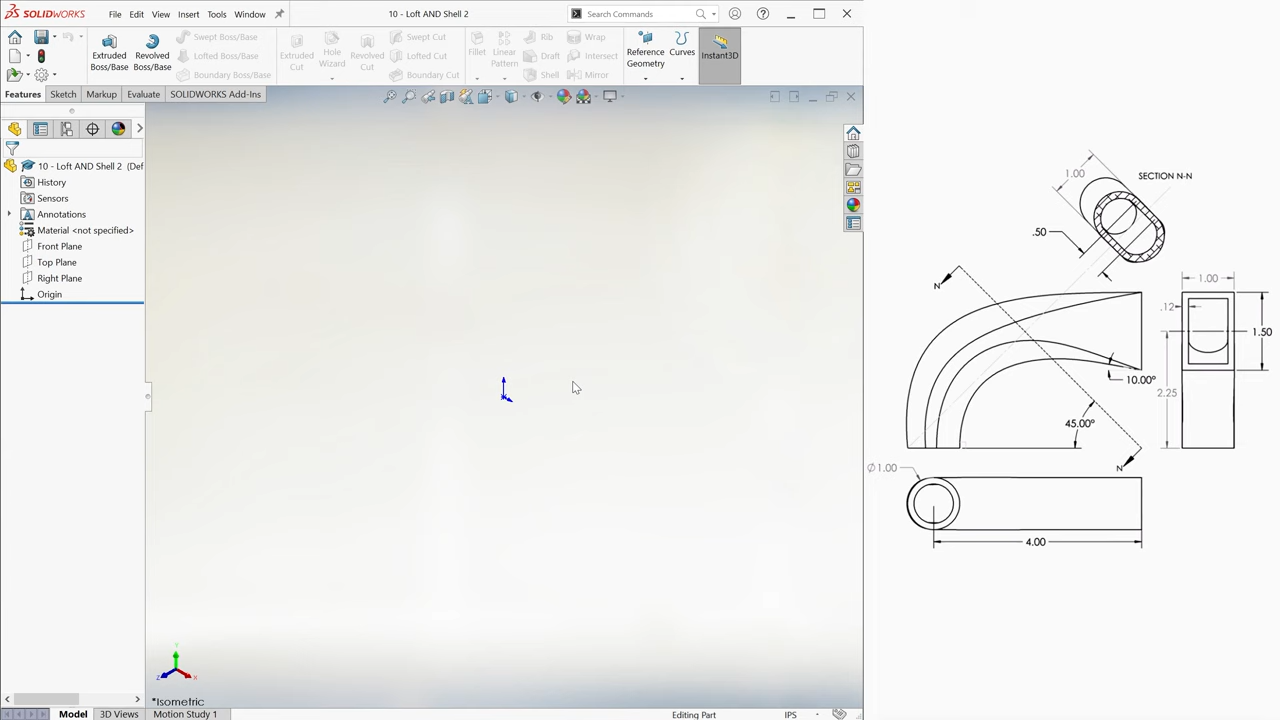 SOLIDWORKS File Edit View Insert Tools Window 10 - Loft AND Shell 2 Search Commands
Extruded Boss/Base
Revolved Boss/Base
Swept Boss/Base
Lofted Boss/Base
Boundary Boss/Base
Extruded Cut
Hole Wizard
Revolved Cut
Swept Cut
Lofted Cut
Boundary Cut
Fillet
Linear Pattern
Rib
Draft
Shell
Wrap
Intersect
Mirror
Reference Geometry
Curves
Instant3D
Features Sketch Markup Evaluate SOLIDWORKS Add-Ins
10 - Loft AND Shell 2 (Def
History
Sensors
Annotations
Material <not specified>
Front Plane
Top Plane
Right Plane
Origin
Y
Z
X
*Isometric
Model 3D Views Motion Study 1
Editing Part IPS
1.00
SECTION N-N
.50
N
1.00
.12
1.50
10.00°
2.25
45.00°
N
Ø1.00
4.00